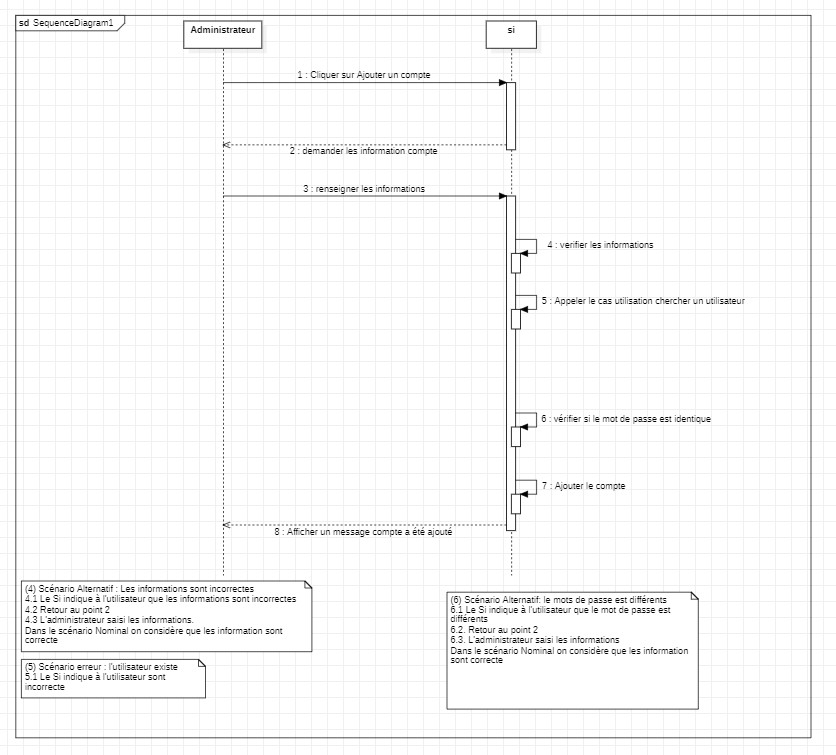 sd SequenceDiagram1
Administrateur
si
1 : Cliquer sur Ajouter un compte
2 : demander les information compte
3 : renseigner les informations
4 : verifier les informations
5 : Appeler le cas utilisation chercher un utilisateur
6 : vérifier si le mot de passe est identique
7 : Ajouter le compte
8 : Afficher un message compte a été ajouté
(4) Scénario Alternatif : Les informations sont incorrectes
4.1 Le Si indique à l'utilisateur que les informations sont incorrectes
4.2 Retour au point 2
4.3 L'administrateur saisi les informations.
Dans le scénario Nominal on considère que les information sont
correcte
(5) Scénario erreur : l'utilisateur existe
5.1 Le Si indique à l'utilisateur sont
incorrecte
(6) Scénario Alternatif: le mots de passe est différents
6.1 Le Si indique à l'utilisateur que le mot de passe est
différents
6.2. Retour au point 2
6.3. L'administrateur saisi les informations
Dans le scénario Nominal on considère que les information
sont correcte